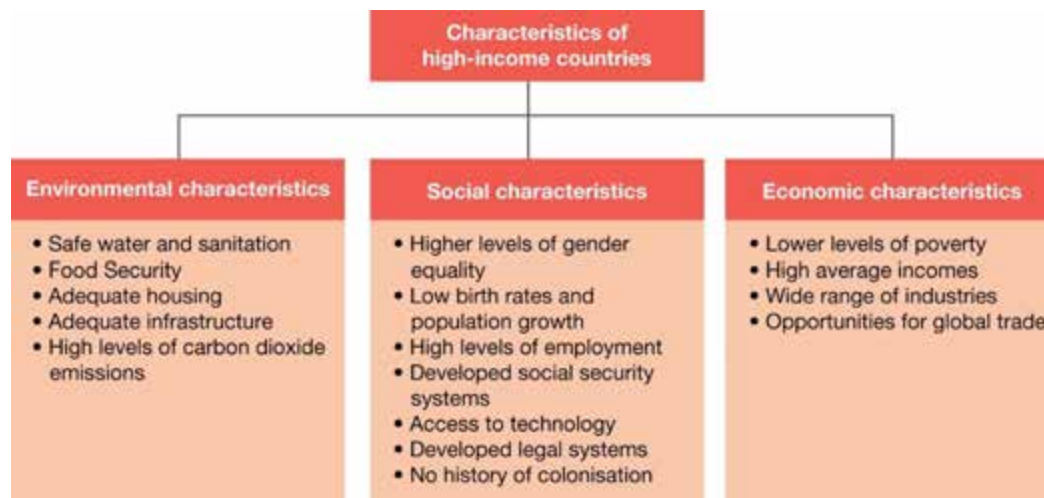 Characteristics of
high-income countries
Environmental characteristics
• Safe water and sanitation
• Food Security
• Adequate housing
• Adequate infrastructure
• High levels of carbon dioxide
emissions
Social characteristics
• Higher levels of gender
equality
• Low birth rates and
population growth
• High levels of employment
• Developed social security
systems
• Access to technology
• Developed legal systems
• No history of colonisation
Economic characteristics
• Lower levels of poverty
• High average incomes
• Wide range of industries
• Opportunities for global trade